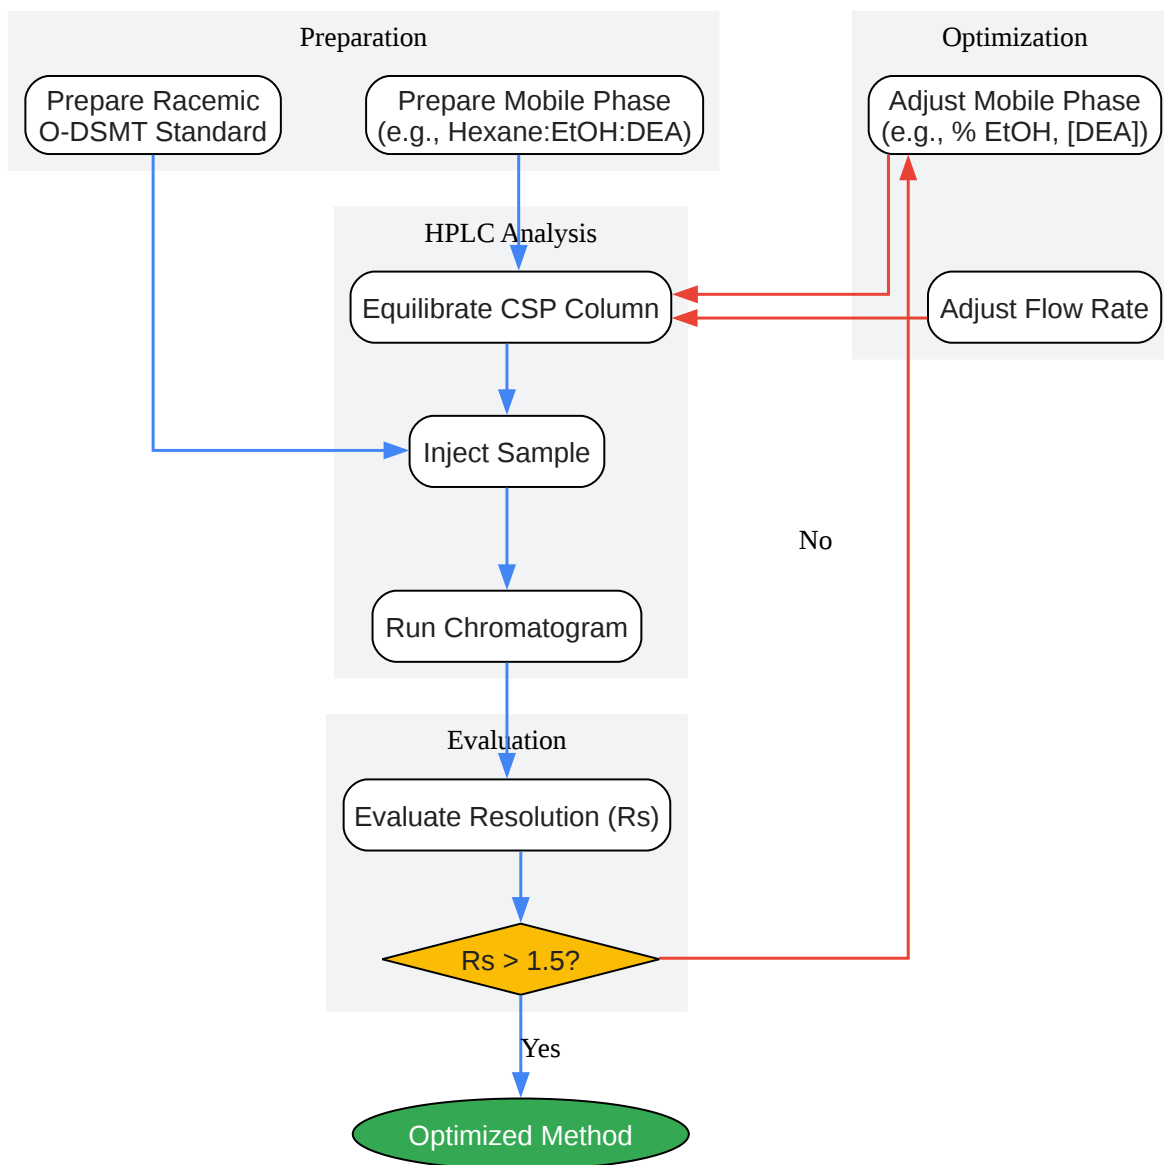 Preparation
Optimization
Prepare Racemic
O-DSMT Standard
Prepare Mobile Phase
(e.g., Hexane:EtOH:DEA)
Adjust Mobile Phase
(e.g., % EtOH, [DEA])
HPLC Analysis
Equilibrate CSP Column
Adjust Flow Rate
Inject Sample
No
Run Chromatogram
Evaluation
Evaluate Resolution (Rs)
Rs > 1.5?
Yes
Optimized Method